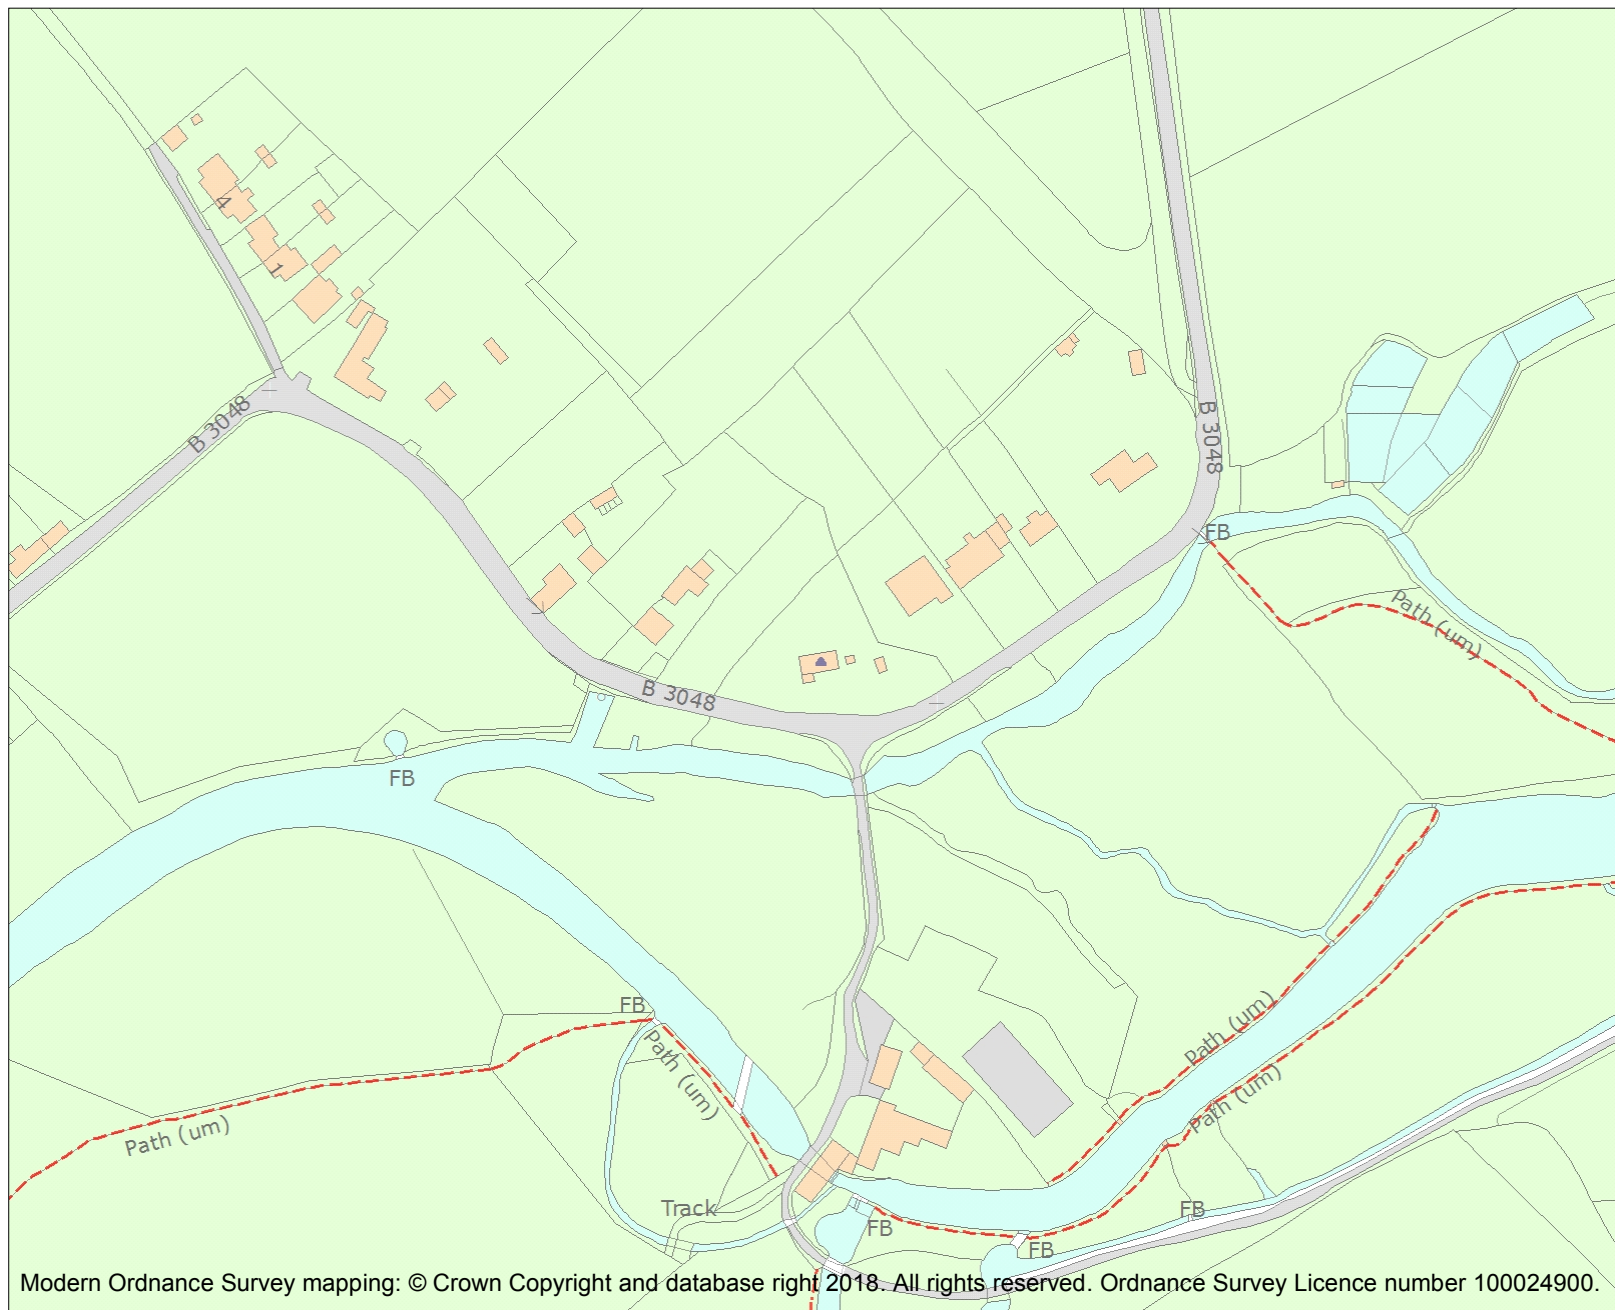 4
1
B 3048
B 3048
FB
Path (um)
B 3048
FB
FB
Path (um)
Path (um)
Path (um)
Path (um)
Track
FB
FB
FB
Modern Ordnance Survey mapping: © Crown Copyright and database right 2018. All rights reserved. Ordnance Survey Licence number 100024900.